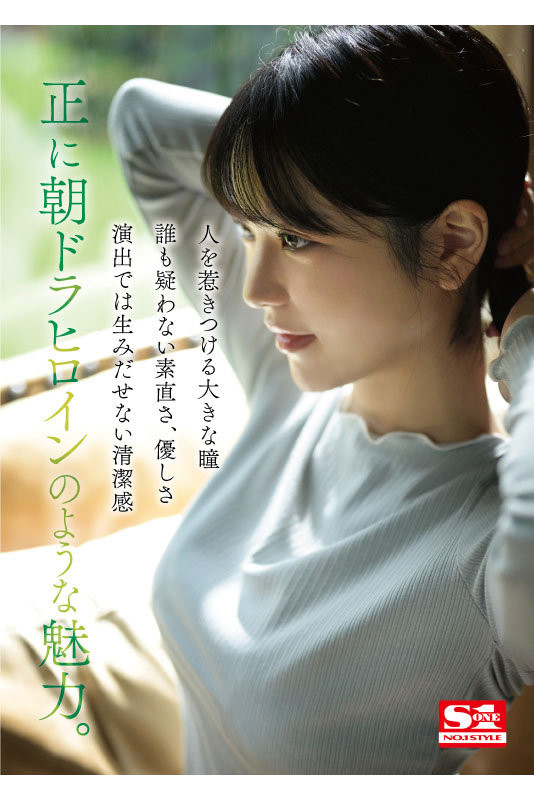 正に朝ドラヒロインのような魅力。
人を惹きつける大きな瞳
誰も疑わない素直さ、優しさ
演出では生みだせない清潔感
S1
ONE
NO.1 STYLE